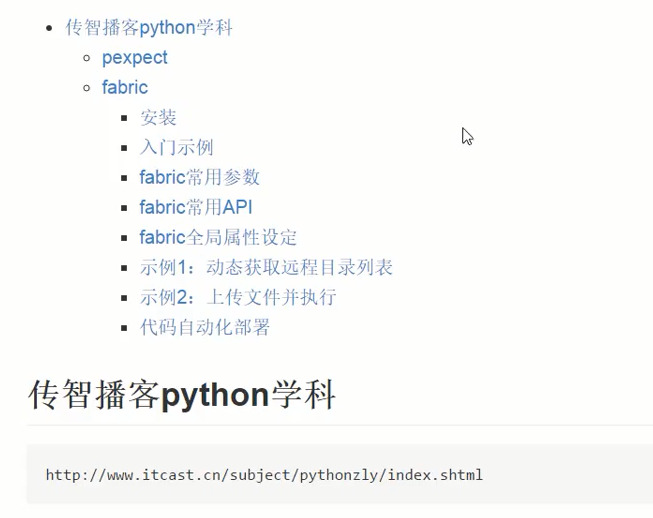 传智播客python学科
pexpect
fabric
安装
入门示例
fabric常用参数
fabric常用API
fabric全局属性设定
示例1：动态获取远程目录列表
示例2：上传文件并执行
代码自动化部署
传智播客python学科
http://www.itcast.cn/subject/pythonzly/index.shtml